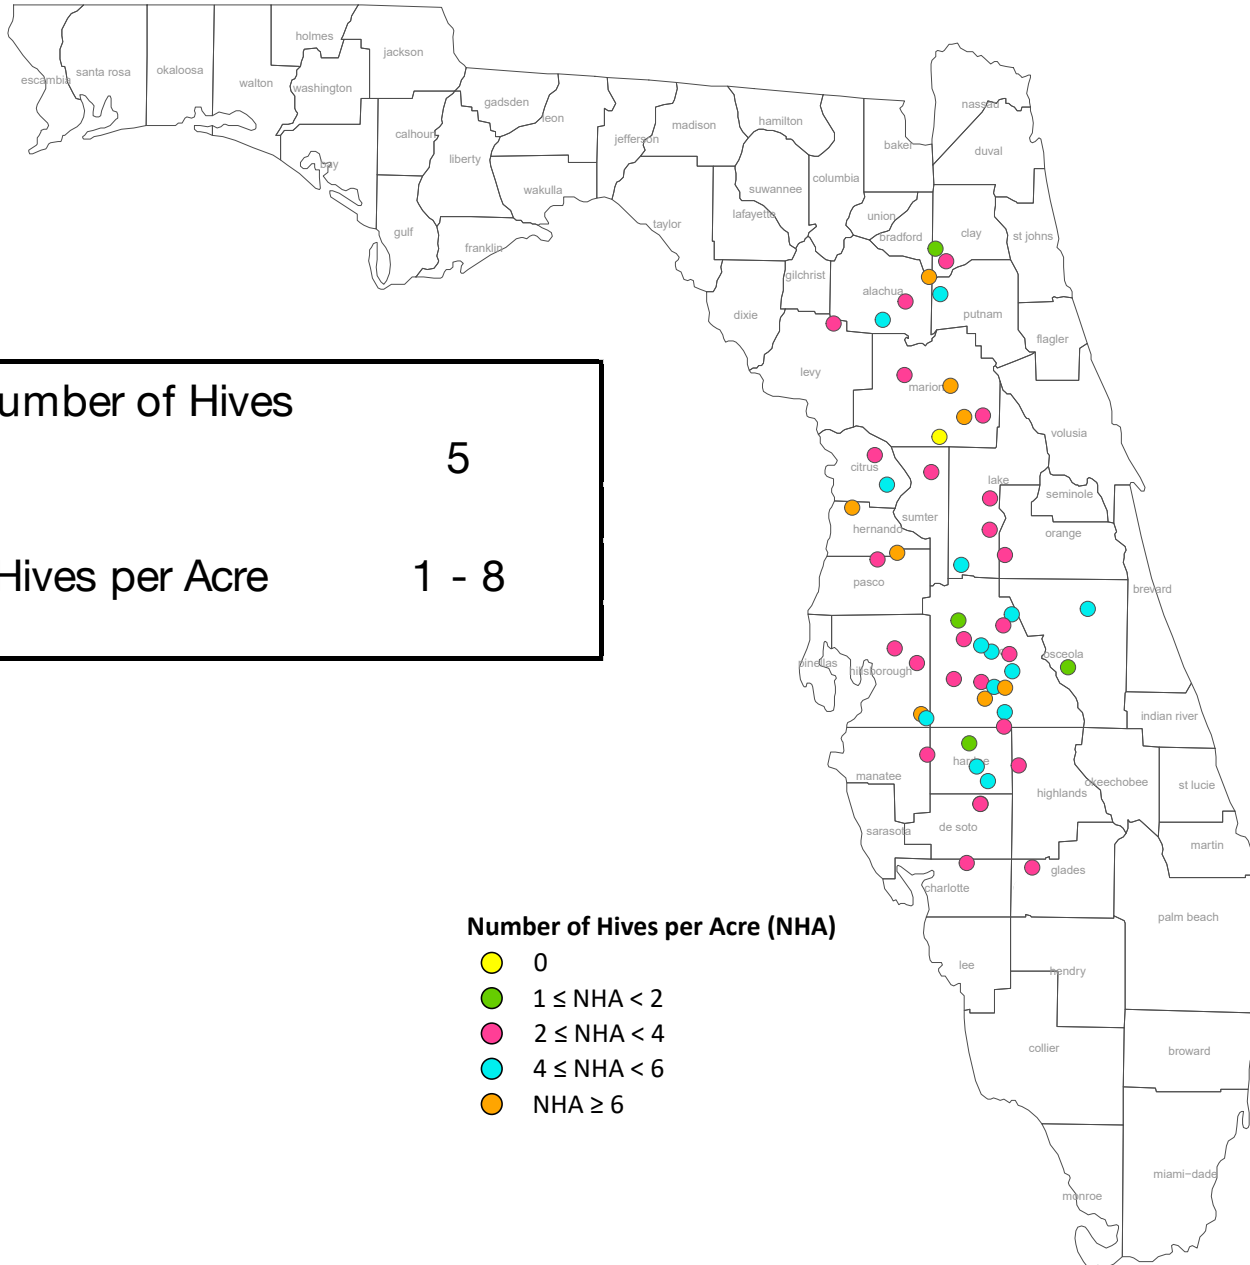 holmes
jackson
escambia
santa rosa
okaloosa
walton
washington
gadsden
leon
jefferson
madison
hamilton
nassau
baker
duval
calhoun
liberty
bay
wakulla
suwannee
columbia
lafayette
taylor
union
bradford
clay
st johns
gulf
franklin
gilchrist
alachua
dixie
putnam
flagler
levy
marion
volusia
citrus
lake
seminole
sumter
hernando
orange
pasco
brevard
pinellas
hillsborough
osceola
indian river
hardee
manatee
highlands
okeechobee
st lucie
sarasota
de soto
martin
charlotte
glades
palm beach
lee
hendry
collier
broward
miami-dade
monroe
umber of Hives
5
Hives per Acre 1 - 8
Number of Hives per Acre (NHA)
0
1 ≤ NHA < 2
2 ≤ NHA < 4
4 ≤ NHA < 6
NHA ≥ 6